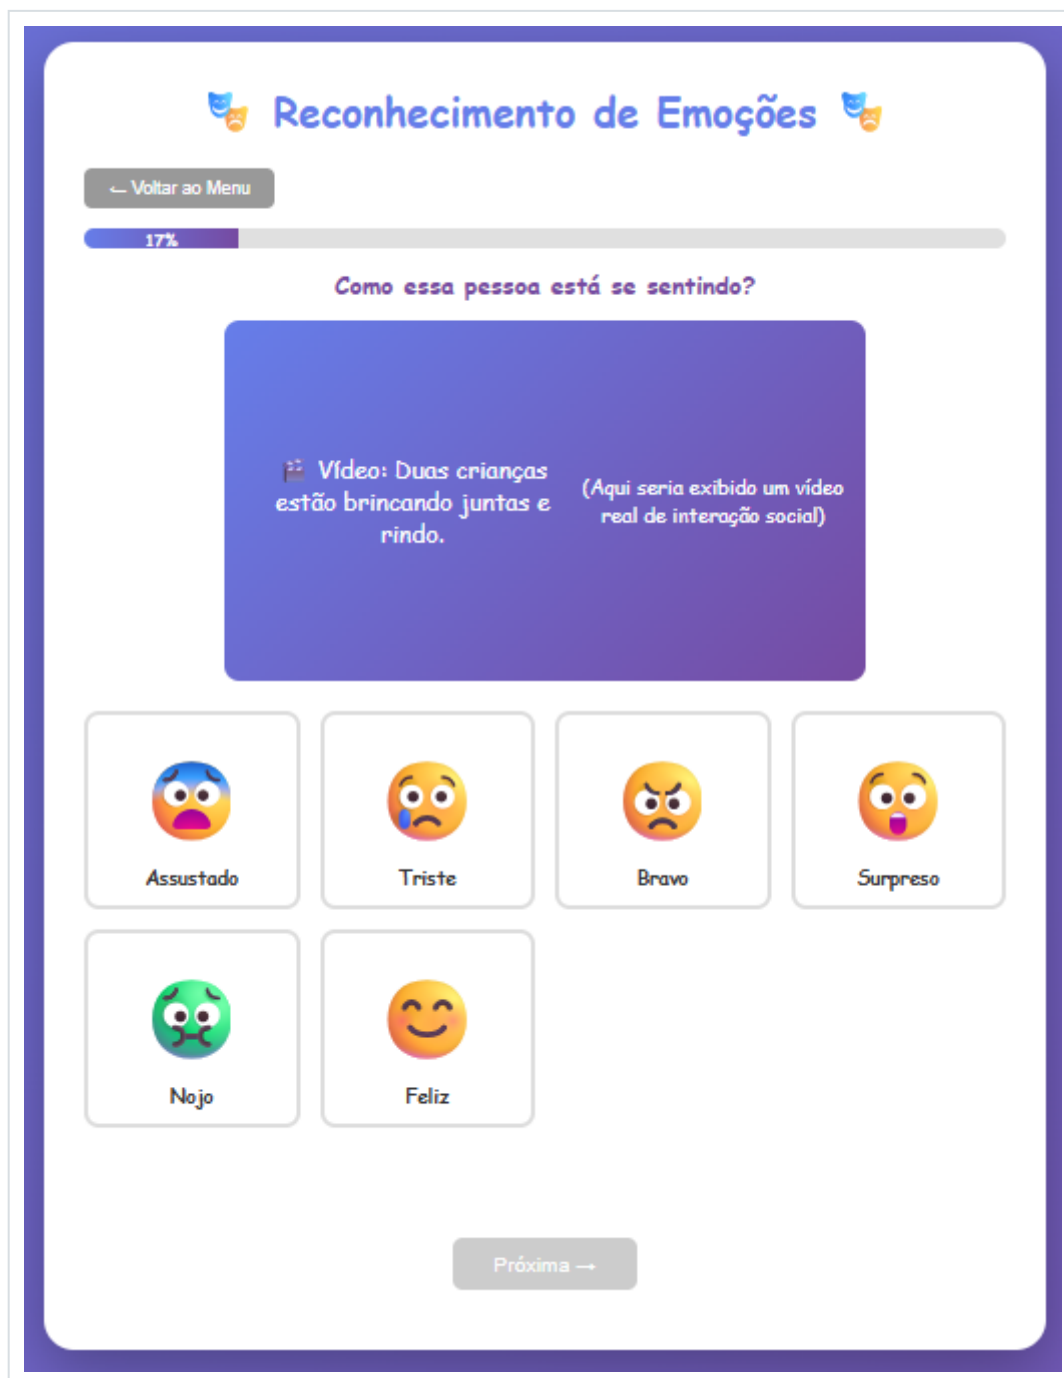 Reconhecimento de Emoções
← Voltar ao Menu
17%
Como essa pessoa está se sentindo?
Vídeo: Duas crianças
estão brincando juntas e
rindo.
(Aqui seria exibido um vídeo
real de interação social)
Assustado
Triste
Bravo
Surpreso
Nojo
Feliz
Próxima →